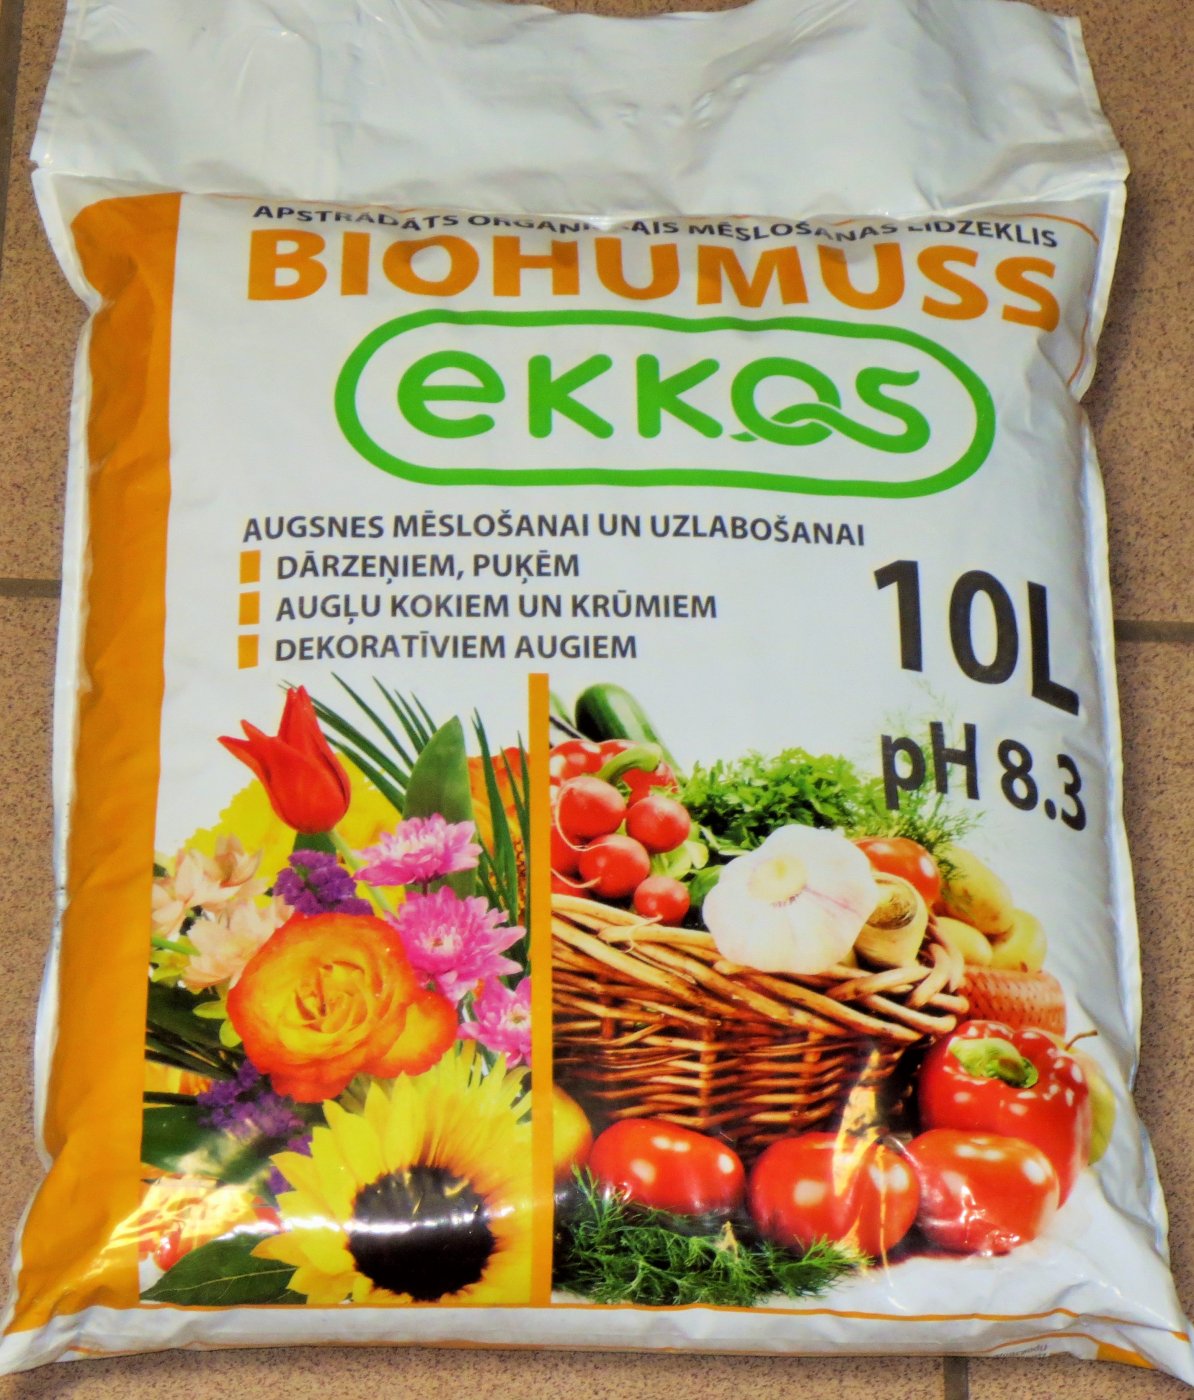 APSTRĀDĀTS MĒSLOŠANAS LĪDZEKLIS
BIOHUMUSS
eKKOS
AUGSNES MĒSLOŠANAI UN UZLABOŠANAI
DĀRZEŅIEM, PUĶĒM
AUGĻU KOKIEM UN KRŪMIEM
DEKORATĪVIEM AUGIEM
10L
pH 8.3